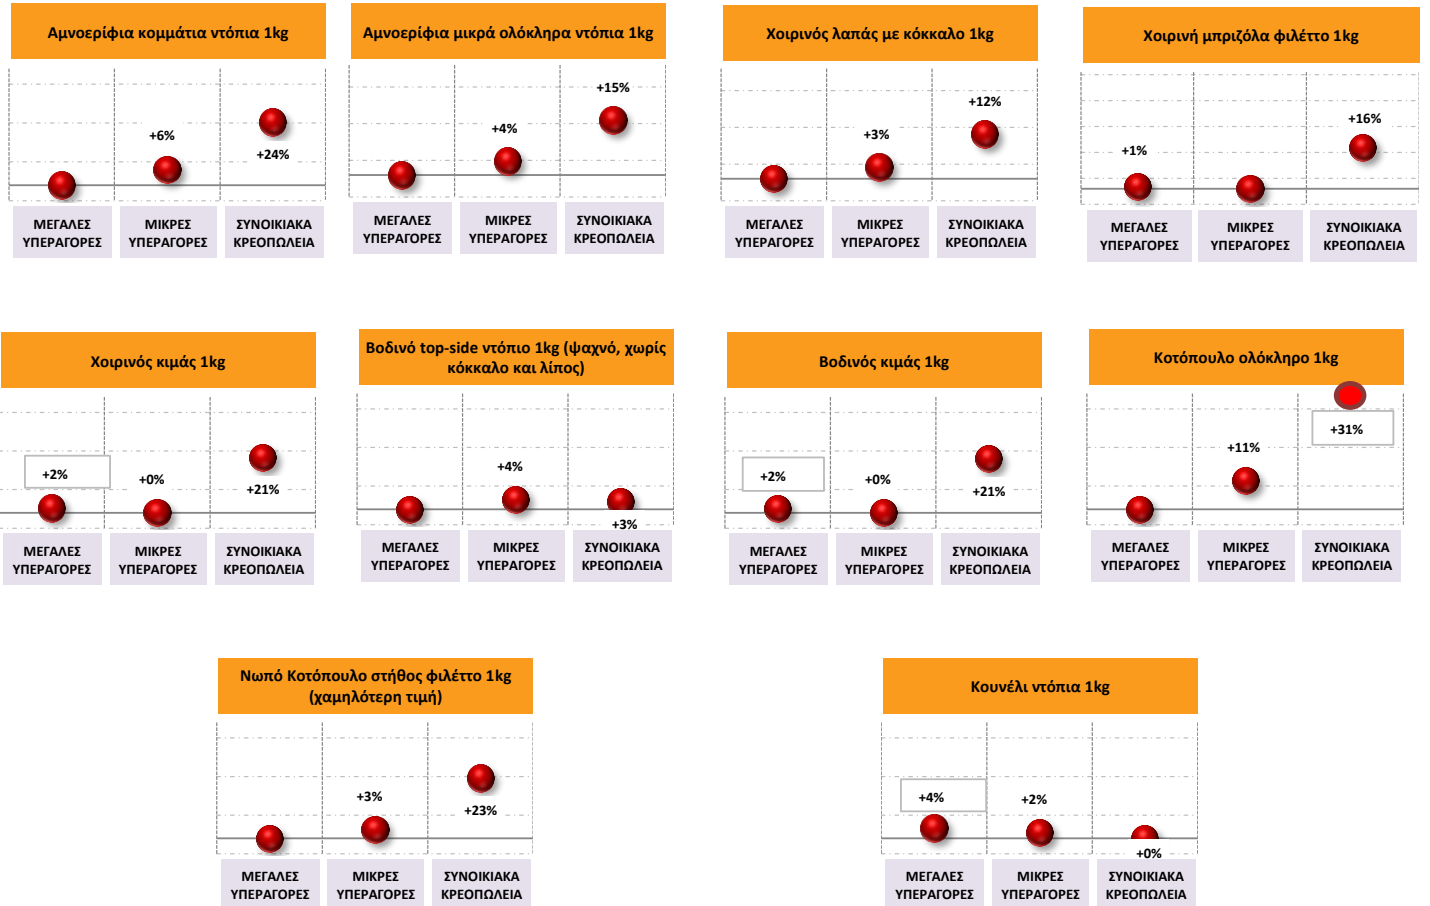 Αμνοερίφια κομμάτια ντόπια 1kg
+6%
+24%
ΜΕΓΑΛΕΣ
ΥΠΕΡΑΓΟΡΕΣ
ΜΙΚΡΕΣ
ΥΠΕΡΑΓΟΡΕΣ
ΣΥΝΟΙΚΙΑΚΑ
ΚΡΕΟΠΩΛΕΙΑ
Αμνοερίφια μικρά ολόκληρα ντόπια 1kg
+4%
+15%
ΜΕΓΑΛΕΣ
ΥΠΕΡΑΓΟΡΕΣ
ΜΙΚΡΕΣ
ΥΠΕΡΑΓΟΡΕΣ
ΣΥΝΟΙΚΙΑΚΑ
ΚΡΕΟΠΩΛΕΙΑ
Χοιρινός λαπάς με κόκκαλο 1kg
+3%
+12%
ΜΕΓΑΛΕΣ
ΥΠΕΡΑΓΟΡΕΣ
ΜΙΚΡΕΣ
ΥΠΕΡΑΓΟΡΕΣ
ΣΥΝΟΙΚΙΑΚΑ
ΚΡΕΟΠΩΛΕΙΑ
Χοιρινή μπριζόλα φιλέττο 1kg
+1%
+16%
ΜΕΓΑΛΕΣ
ΥΠΕΡΑΓΟΡΕΣ
ΜΙΚΡΕΣ
ΥΠΕΡΑΓΟΡΕΣ
ΣΥΝΟΙΚΙΑΚΑ
ΚΡΕΟΠΩΛΕΙΑ
Χοιρινός κιμάς 1kg
+2%
+0%
+21%
ΜΕΓΑΛΕΣ
ΥΠΕΡΑΓΟΡΕΣ
ΜΙΚΡΕΣ
ΥΠΕΡΑΓΟΡΕΣ
ΣΥΝΟΙΚΙΑΚΑ
ΚΡΕΟΠΩΛΕΙΑ
Βοδινό top-side ντόπιο 1kg (ψαχνό, χωρίς
κόκκαλο και λίπος)
+4%
+3%
ΜΕΓΑΛΕΣ
ΥΠΕΡΑΓΟΡΕΣ
ΜΙΚΡΕΣ
ΥΠΕΡΑΓΟΡΕΣ
ΣΥΝΟΙΚΙΑΚΑ
ΚΡΕΟΠΩΛΕΙΑ
Βοδινός κιμάς 1kg
+2%
+0%
+21%
ΜΕΓΑΛΕΣ
ΥΠΕΡΑΓΟΡΕΣ
ΜΙΚΡΕΣ
ΥΠΕΡΑΓΟΡΕΣ
ΣΥΝΟΙΚΙΑΚΑ
ΚΡΕΟΠΩΛΕΙΑ
Κοτόπουλο ολόκληρο 1kg
+11%
+31%
ΜΕΓΑΛΕΣ
ΥΠΕΡΑΓΟΡΕΣ
ΜΙΚΡΕΣ
ΥΠΕΡΑΓΟΡΕΣ
ΣΥΝΟΙΚΙΑΚΑ
ΚΡΕΟΠΩΛΕΙΑ
Νωπό Κοτόπουλο στήθος φιλέττο 1kg
(χαμηλότερη τιμή)
+3%
+23%
ΜΕΓΑΛΕΣ
ΥΠΕΡΑΓΟΡΕΣ
ΜΙΚΡΕΣ
ΥΠΕΡΑΓΟΡΕΣ
ΣΥΝΟΙΚΙΑΚΑ
ΚΡΕΟΠΩΛΕΙΑ
Κουνέλι ντόπια 1kg
+4%
+2%
+0%
ΜΕΓΑΛΕΣ
ΥΠΕΡΑΓΟΡΕΣ
ΜΙΚΡΕΣ
ΥΠΕΡΑΓΟΡΕΣ
ΣΥΝΟΙΚΙΑΚΑ
ΚΡΕΟΠΩΛΕΙΑ